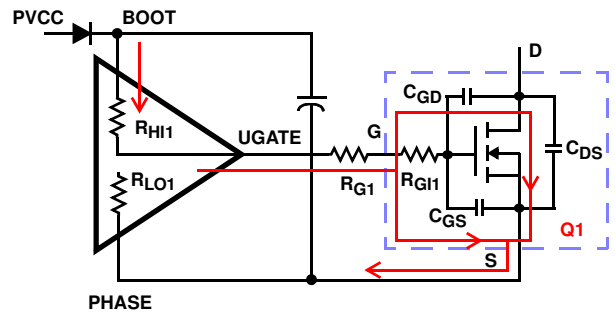 PVCC
BOOT
D
CGD
RHI1
UGATE
G
CDS
RLO1
RG1
RGI1
CGS
Q1
S
PHASE